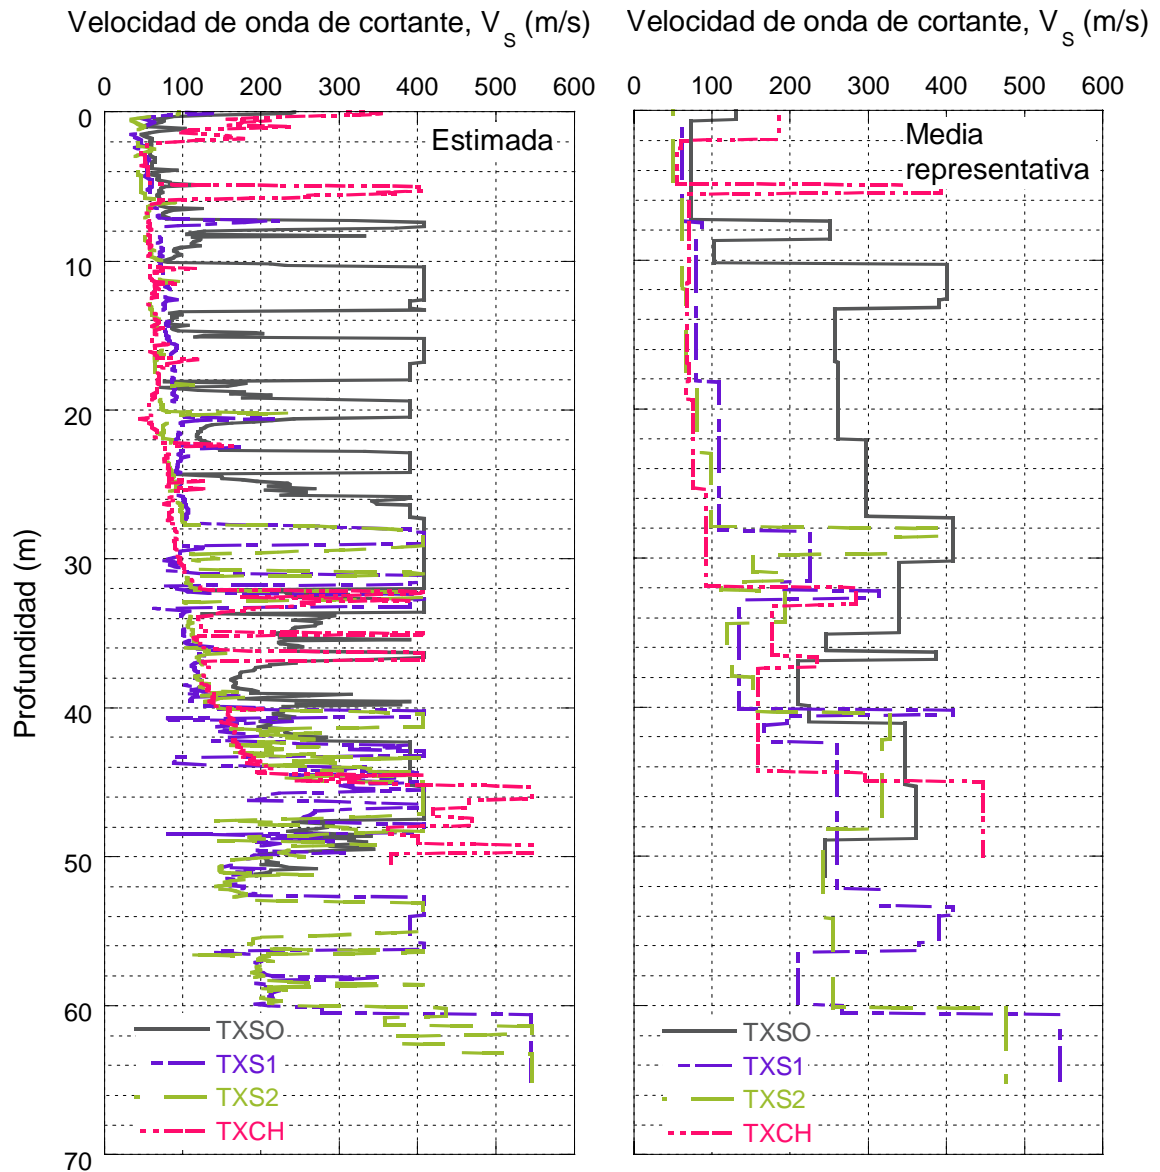 Velocidad de onda de cortante, VS (m/s)
Velocidad de onda de cortante, VS (m/s)
0 100 200 300 400 500 600
0 100 200 300 400 500 600
Estimada
Media
representativa
Profundidad (m)
0
10
20
30
40
50
60
70
TXSO
TXS1
TXS2
TXCH
TXSO
TXS1
TXS2
TXCH